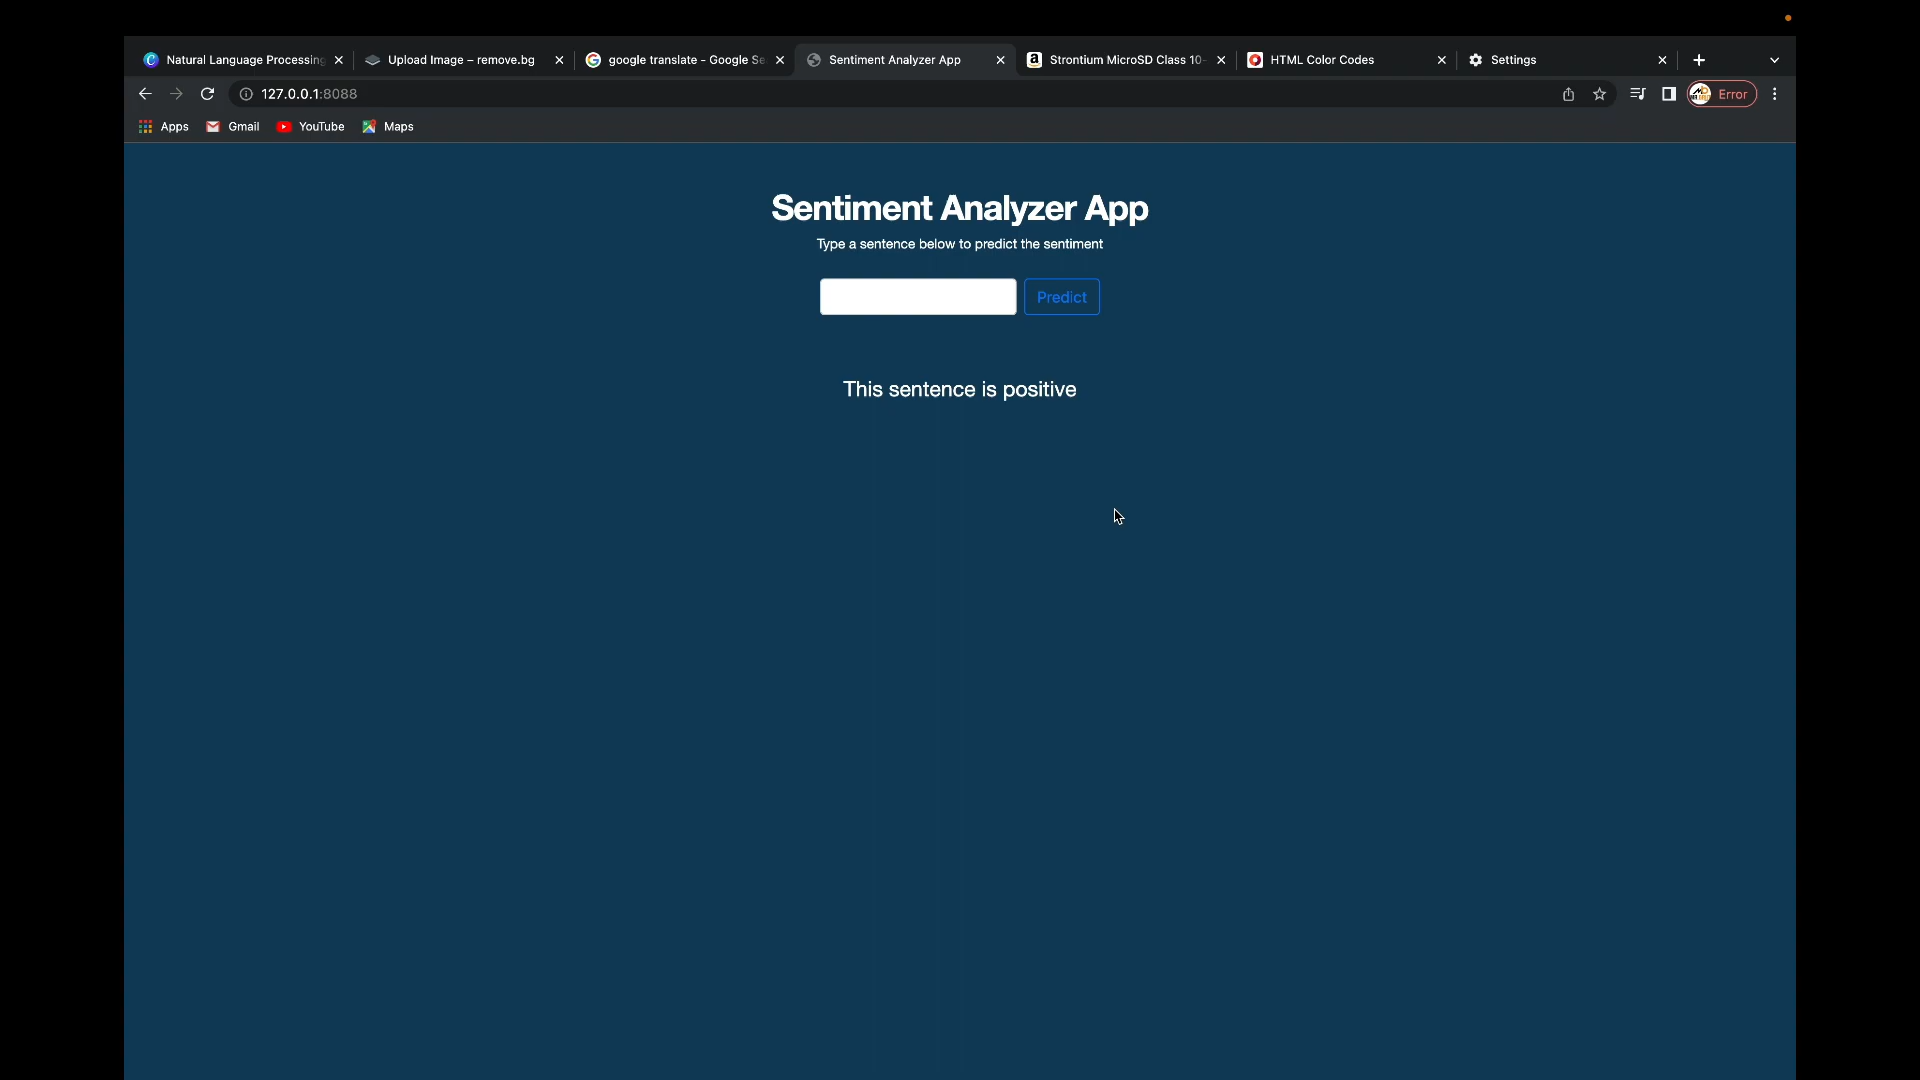 Natural Language Processing
Upload Image – remove.bg
google translate - Google Se
Sentiment Analyzer App
Strontium MicroSD Class 10-
HTML Color Codes
Settings
127.0.0.1:8088
Error
Apps
Gmail
YouTube
Maps
Sentiment Analyzer App
Type a sentence below to predict the sentiment
Predict
This sentence is positive